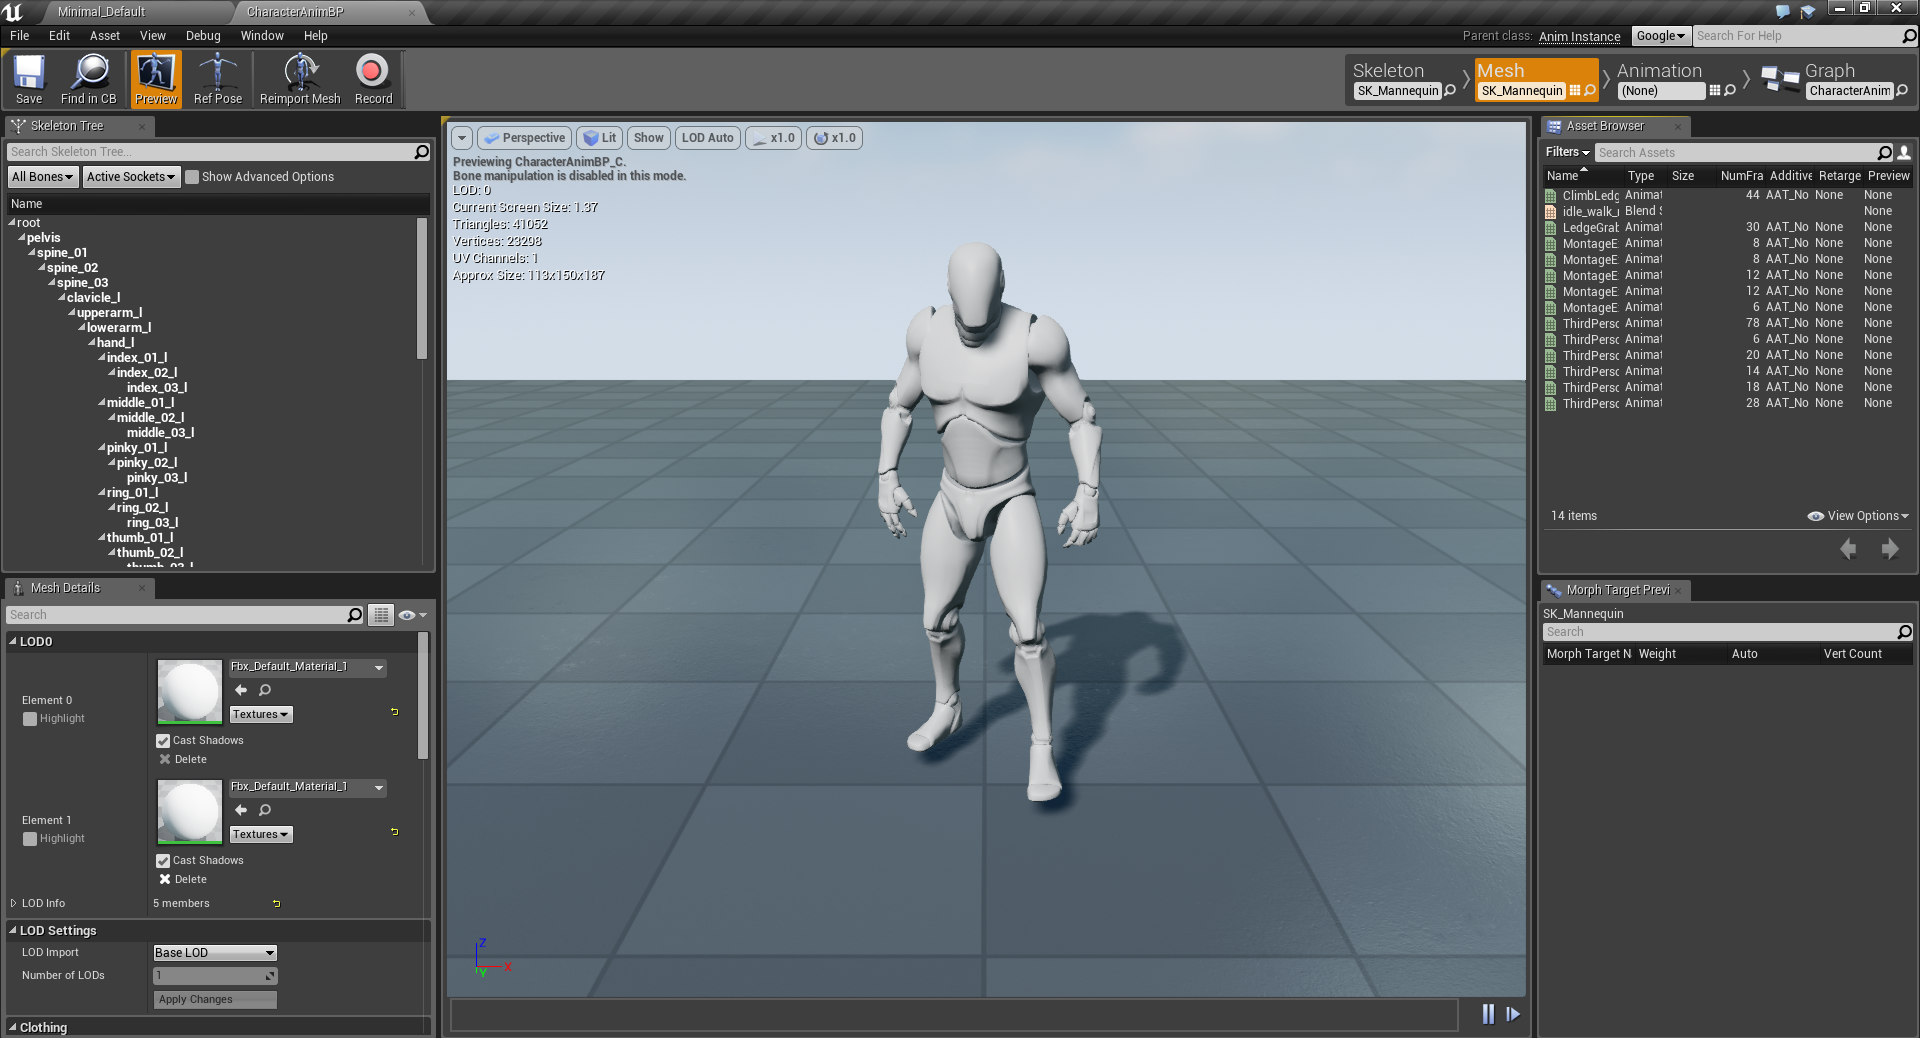 Minimal_Default
CharacterAnimBP
File Edit Asset View Debug Window Help
Parent class: Anim Instance Google Search For Help
Save Find in CB Preview Ref Pose Reimport Mesh Record
Skeleton Mesh Animation Graph
SK_Mannequin SK_Mannequin (None) CharacterAnim
Skeleton Tree
Search Skeleton Tree...
All Bones Active Sockets Show Advanced Options
Name
root
pelvis
spine_01
spine_02
spine_03
clavicle_l
upperarm_l
lowerarm_l
hand_l
index_01_l
index_02_l
index_03_l
middle_01_l
middle_02_l
middle_03_l
pinky_01_l
pinky_02_l
pinky_03_l
ring_01_l
ring_02_l
ring_03_l
thumb_01_l
thumb_02_l
Mesh Details
Search
LOD0
Element 0
Highlight
Fbx_Default_Material_1
Textures
Cast Shadows
Delete
Element 1
Highlight
Fbx_Default_Material_1
Textures
Cast Shadows
Delete
LOD Info 5 members
LOD Settings
LOD Import Base LOD
Number of LODs 1
Apply Changes
Clothing
Perspective Lit Show LOD Auto x1.0 x1.0
Previewing CharacterAnimBP_C.
Bone manipulation is disabled in this mode.
LOD: 0
Current Screen Size: 1.37
Triangles: 41052
Vertices: 23298
UV Channels: 1
Approx Size: 113x150x187
Z
X
Y
Asset Browser
Filters Search Assets
Name Type Size NumFra Additive Retarge Preview
ClimbLedg Animat 44 AAT_No None None
idle_walk_r Blend S None
LedgeGrab Animat 30 AAT_No None None
MontageE: Animat 8 AAT_No None None
MontageE: Animat 8 AAT_No None None
MontageE: Animat 12 AAT_No None None
MontageE: Animat 12 AAT_No None None
MontageE: Animat 6 AAT_No None None
ThirdPerso Animat 78 AAT_No None None
ThirdPerso Animat 6 AAT_No None None
ThirdPerso Animat 20 AAT_No None None
ThirdPerso Animat 14 AAT_No None None
ThirdPerso Animat 18 AAT_No None None
ThirdPerso Animat 28 AAT_No None None
14 items View Options
Morph Target Previ
SK_Mannequin
Search
Morph Target N Weight Auto Vert Count